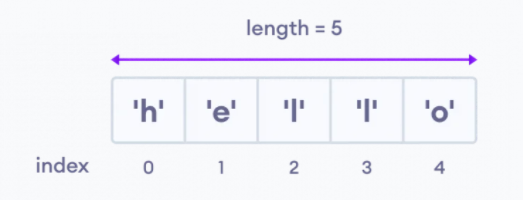 length = 5
'h' 'e' 'l' 'l' 'o'
index 0 1 2 3 4